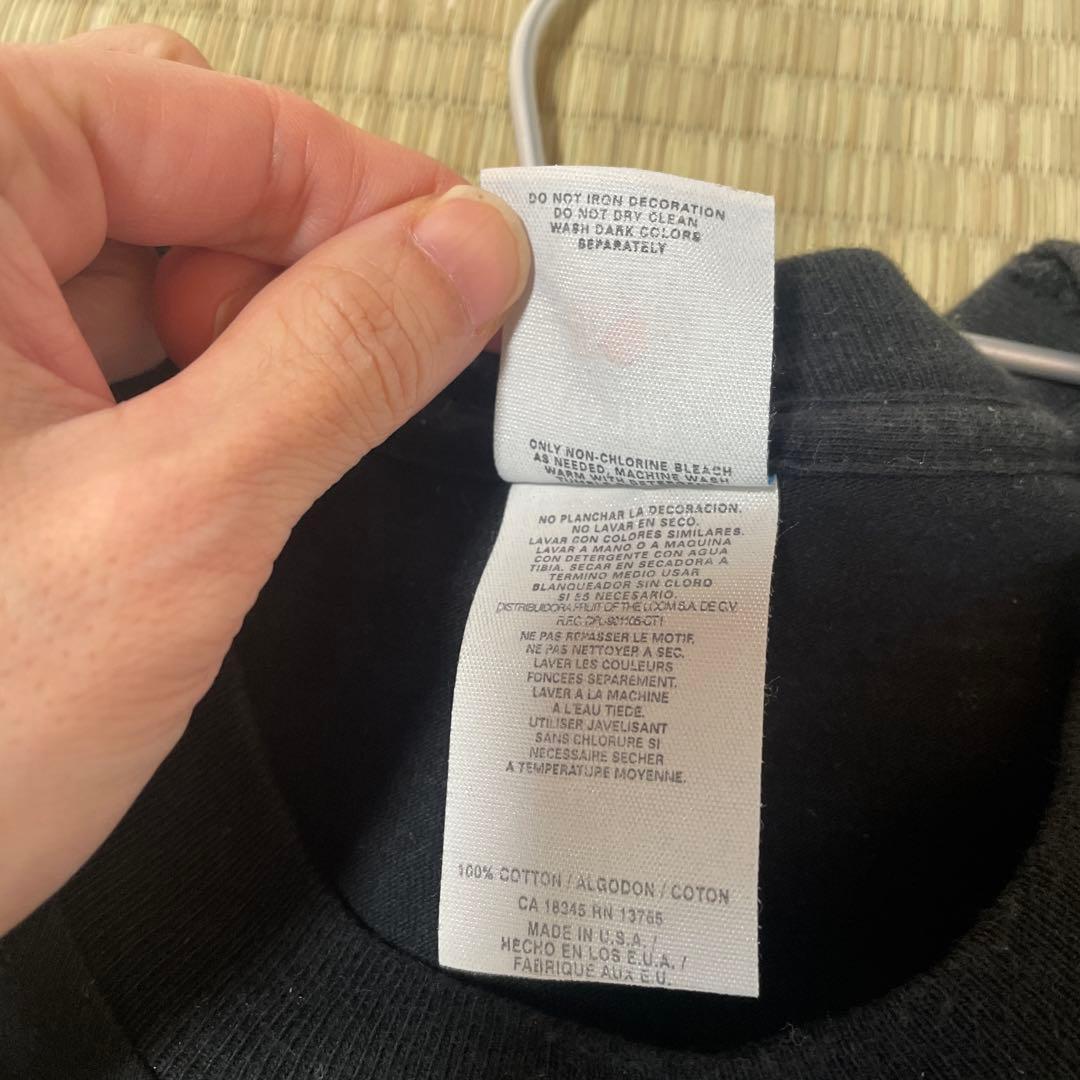 DO NOT IRON DECORATION
DO NOT DRY CLEAN
WASH DARK COLORS
SEPARATELY
ONLY NON-CHLORINE BLEACH
AS NEEDED, MACHINE WASH
WARM WITH
NO PLANCHAR LA DECORACION.
NO LAVAR EN SECO.
LAVAR CON COLORES SIMILARES.
LAVAR A MANO O A MAQUINA
CON DETERGENTE CON AGUA
TIBIA. SECAR EN SECADORA A
TERMINO MEDIO USAR
BLANQUEADOR SIN CLORO
SI ES NECESARIO.
DISTRIBUIDORA FRUIT OF THE LOOM S.A. DE C.V.
R.F.C. DFL-901105-CT1
NE PAS REPASSER LE MOTIF.
NE PAS NETTOYER A SEC.
LAVER LES COULEURS
FONCEES SEPAREMENT.
LAVER A LA MACHINE
A L'EAU TIEDE.
UTILISER JAVELISANT
SANS CHLORURE SI
NECESSAIRE SECHER
A TEMPERATURE MOYENNE.
100% COTTON / ALGODON / COTON
CA 18345 RN 13765
MADE IN U.S.A. /
HECHO EN LOS E.U.A. /
FABRIQUE AUX E.U.